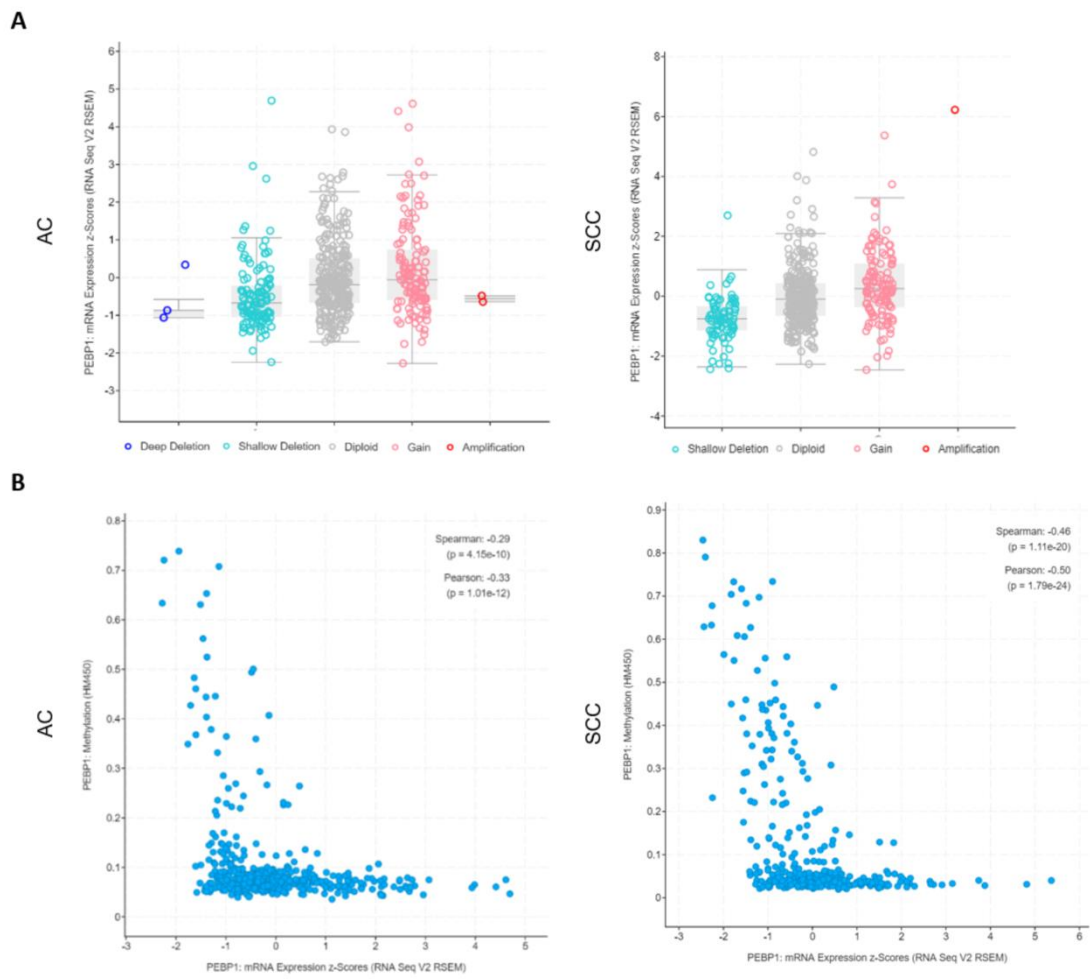 A
AC
PEBP1: mRNA Expression z-Scores (RNA Seq V2 RSEM)
6
5
4
3
2
1
0
-1
-2
-3
Deep Deletion
Shallow Deletion
Diploid
Gain
Amplification
SCC
PEBP1: mRNA Expression z-Scores (RNA Seq V2 RSEM)
8
6
4
2
0
-2
-4
Shallow Deletion
Diploid
Gain
Amplification
B
AC
PEBP1: Methylation (HM450)
0.8
0.7
0.6
0.5
0.4
0.3
0.2
0.1
0
Spearman: -0.29
(p = 4.15e-10)
Pearson: -0.33
(p = 1.01e-12)
-3 -2 -1 0 1 2 3 4 5
PEBP1: mRNA Expression z-Scores (RNA Seq V2 RSEM)
SCC
PEBP1: Methylation (HM450)
0.9
0.8
0.7
0.6
0.5
0.4
0.3
0.2
0.1
0
Spearman: -0.46
(p = 1.11e-20)
Pearson: -0.50
(p = 1.79e-24)
-3 -2 -1 0 1 2 3 4 5 6
PEBP1: mRNA Expression z-Scores (RNA Seq V2 RSEM)